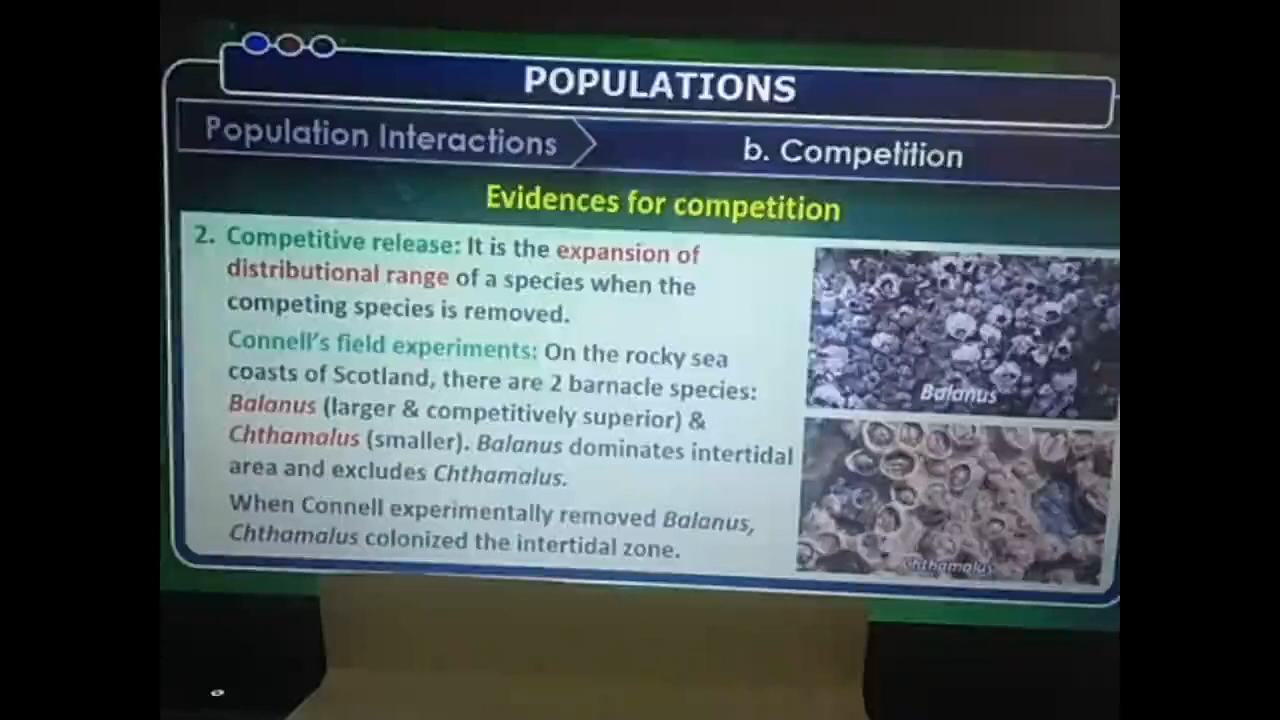 POPULATIONS
Population Interactions
b. Competition
Evidences for competition
2. Competitive release: It is the expansion of
distributional range of a species when the
competing species is removed.
Connell's field experiments: On the rocky sea
coasts of Scotland, there are 2 barnacle species:
Balanus (larger & competitively superior) &
Chthamalus (smaller). Balanus dominates intertidal
area and excludes Chthamalus.
When Connell experimentally removed Balanus,
Chthamalus colonized the intertidal zone.
Balanus
Chthamalus